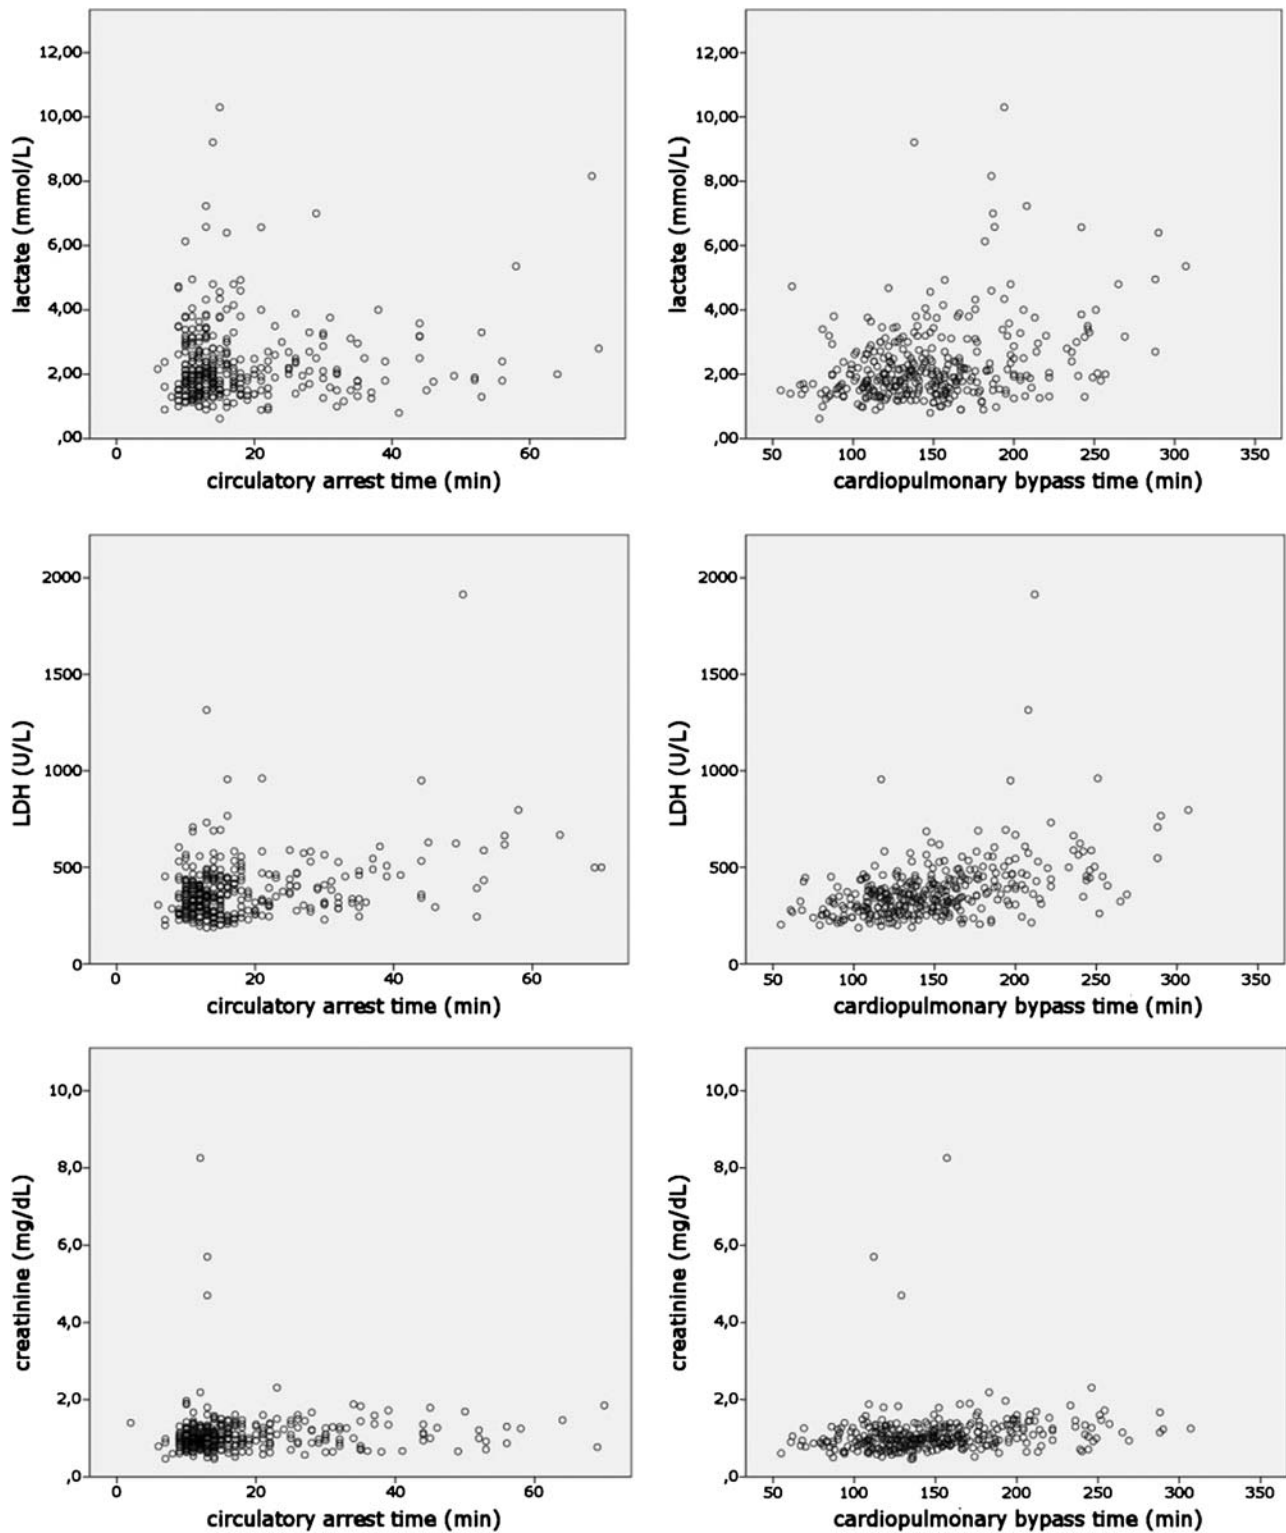 12,00
10,00
8,00
6,00
4,00
2,00
,00
lactate (mmol/L)
0 20 40 60
circulatory arrest time (min)
12,00
10,00
8,00
6,00
4,00
2,00
,00
lactate (mmol/L)
50 100 150 200 250 300 350
cardiopulmonary bypass time (min)
2000
1500
1000
500
0
LDH (U/L)
0 20 40 60
circulatory arrest time (min)
2000
1500
1000
500
0
LDH (U/L)
50 100 150 200 250 300 350
cardiopulmonary bypass time (min)
10,0
8,0
6,0
4,0
2,0
,0
creatinine (mg/dL)
0 20 40 60
circulatory arrest time (min)
10,0
8,0
6,0
4,0
2,0
,0
creatinine (mg/dL)
50 100 150 200 250 300 350
cardiopulmonary bypass time (min)